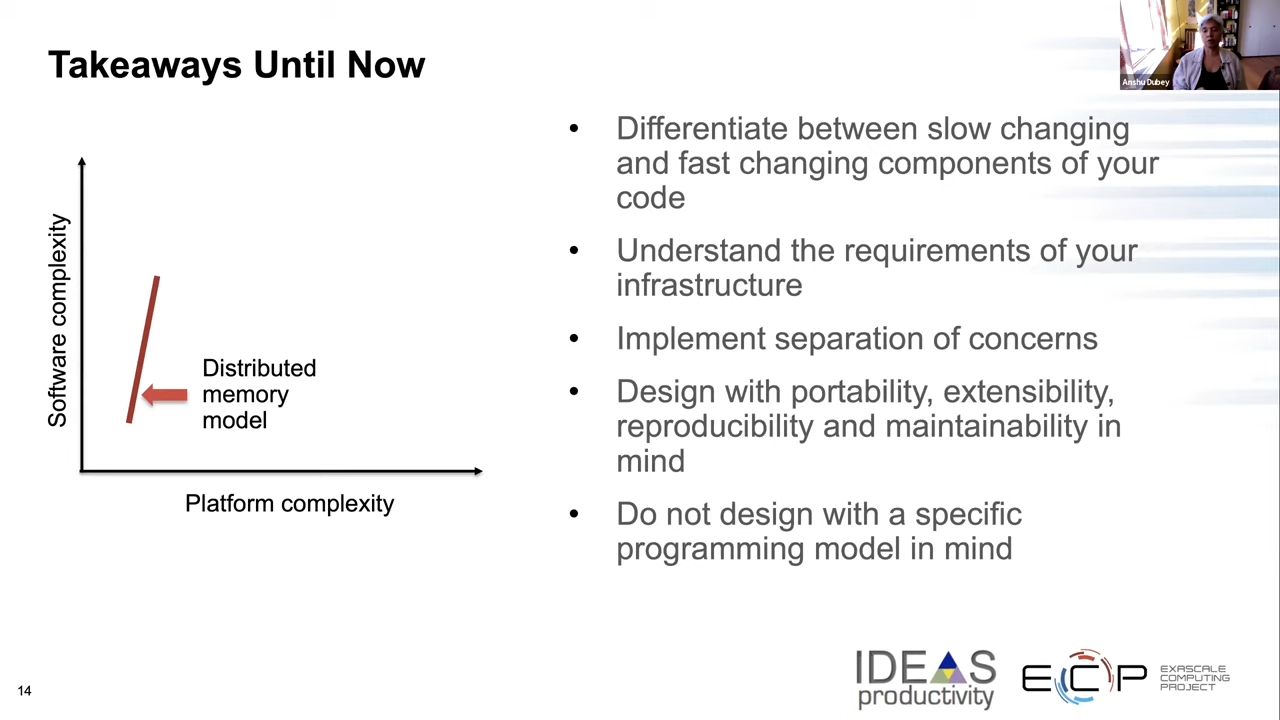 Takeaways Until Now
Anshu Dubey
Software complexity
Distributed
memory
model
Platform complexity
• Differentiate between slow changing
and fast changing components of your
code
• Understand the requirements of your
infrastructure
• Implement separation of concerns
• Design with portability, extensibility,
reproducibility and maintainability in
mind
• Do not design with a specific
programming model in mind
14
IDEAS
productivity
ECP
EXASCALE
COMPUTING
PROJECT